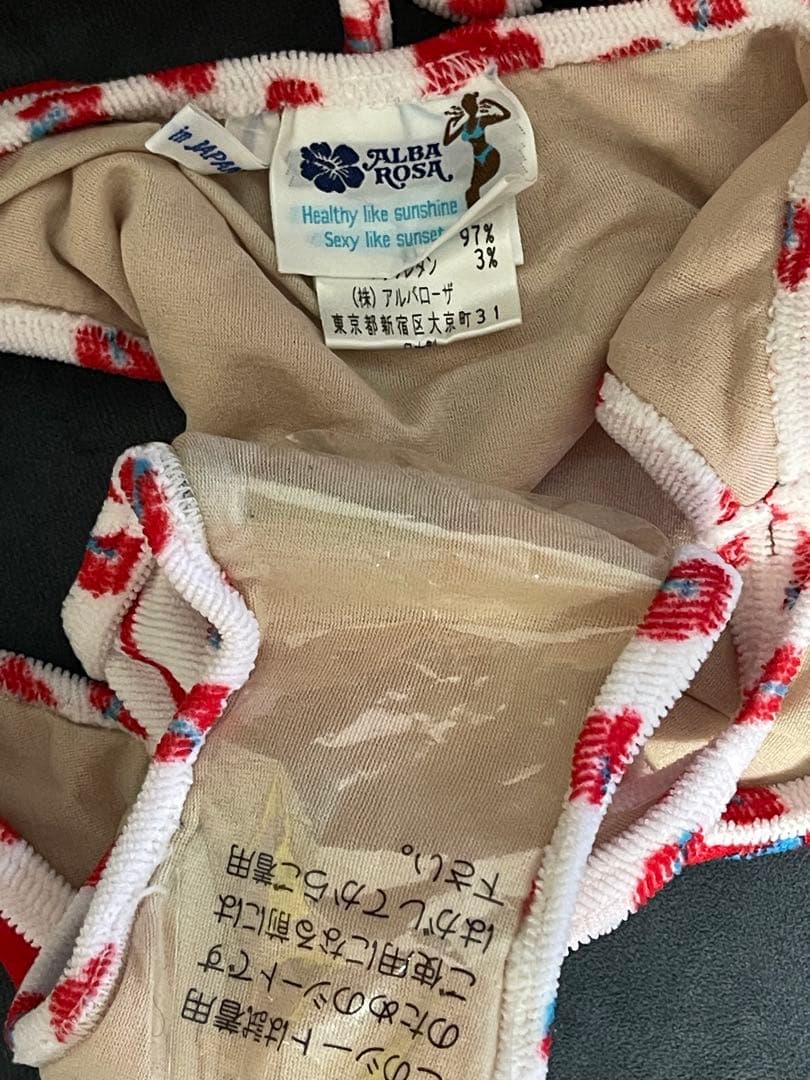 in JAPAN
ALBA
ROSA
Healthy like sunshine
Sexy like sunset
97%
3%
(株)アルバローザ
東京都新宿区大京町31
このシートは試着用
のためのシートです
ご使用になる前には
はがしてからご着用
下さい。